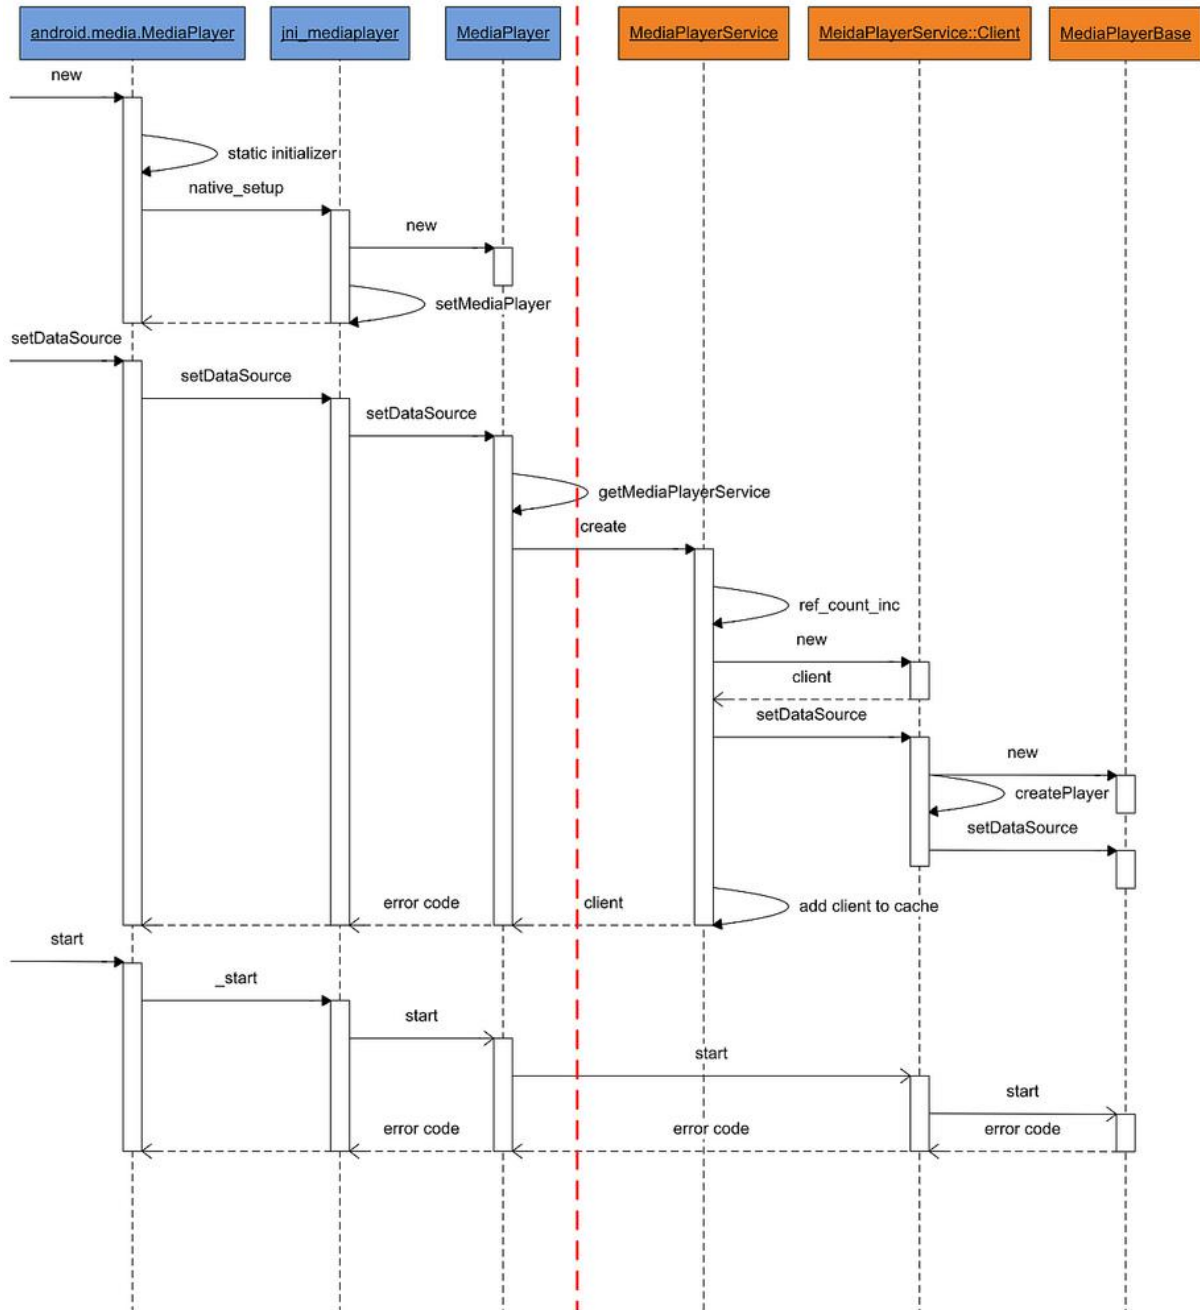 android.media.MediaPlayer
jni_mediaplayer
MediaPlayer
MediaPlayerService
MeidaPlayerService::Client
MediaPlayerBase
new
static initializer
native_setup
new
setMediaPlayer
setDataSource
setDataSource
setDataSource
getMediaPlayerService
create
ref_count_inc
new
client
setDataSource
new
createPlayer
setDataSource
add client to cache
error code
client
start
_start
start
start
start
error code
error code
error code